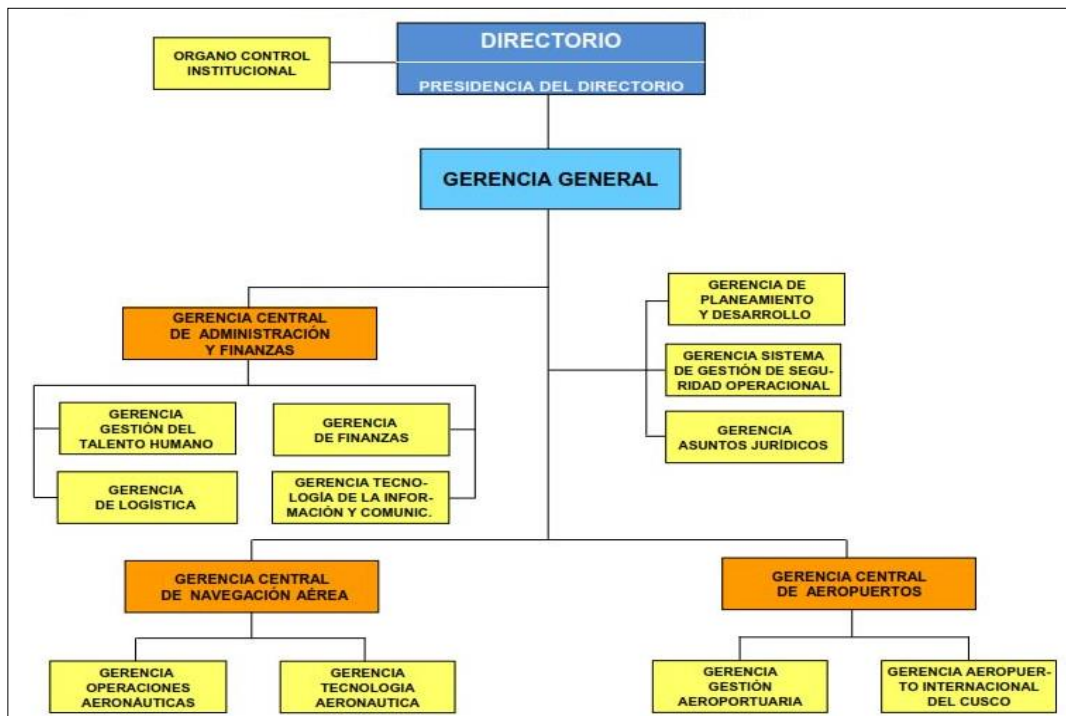 DIRECTORIO
PRESIDENCIA DEL DIRECTORIO
ORGANO CONTROL
INSTITUCIONAL
GERENCIA GENERAL
GERENCIA DE
PLANEAMIENTO
Y DESARROLLO
GERENCIA SISTEMA
DE GESTIÓN DE SEGU-
RIDAD OPERACIONAL
GERENCIA
ASUNTOS JURÍDICOS
GERENCIA CENTRAL
DE ADMINISTRACIÓN
Y FINANZAS
GERENCIA
GESTIÓN DEL
TALENTO HUMANO
GERENCIA
DE FINANZAS
GERENCIA
DE LOGÍSTICA
GERENCIA TECNO-
LOGÍA DE LA INFOR-
MACIÓN Y COMUNIC.
GERENCIA CENTRAL
DE NAVEGACIÓN AÉREA
GERENCIA CENTRAL
DE AEROPUERTOS
GERENCIA
OPERACIONES
AERONÁUTICAS
GERENCIA
TECNOLOGIA
AERONAUTICA
GERENCIA
GESTIÓN
AEROPORTUARIA
GERENCIA AEROPUER-
TO INTERNACIONAL
DEL CUSCO